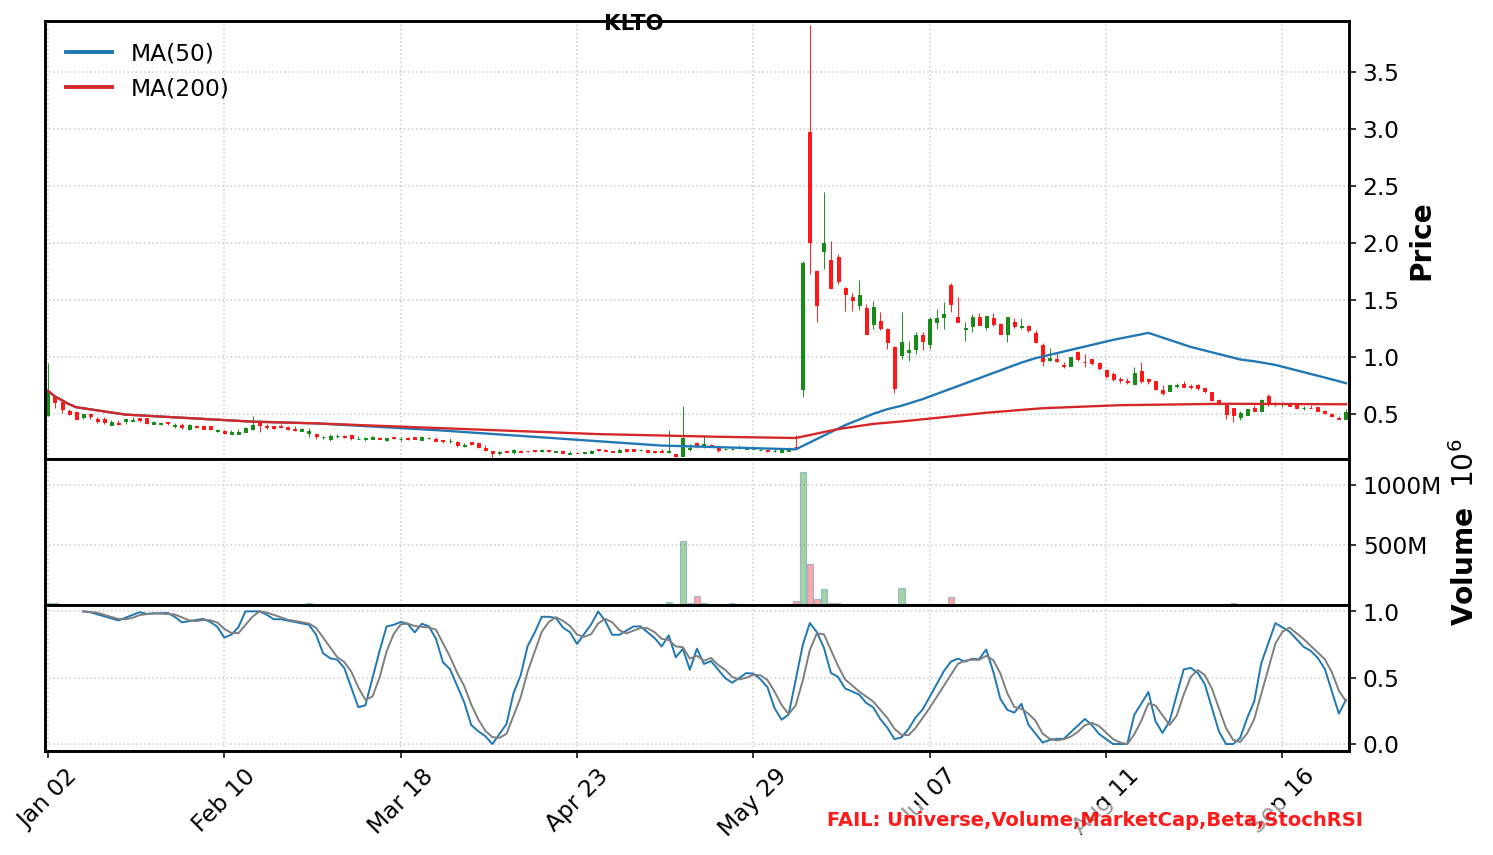 KLTO
MA(50)
MA(200)
3.5
3.0
2.5
2.0
1.5
1.0
0.5
Price
1000M
500M
Volume 10⁶
1.0
0.5
0.0
Jan 02
Feb 10
Mar 18
Apr 23
May 29
Jul 07
Aug 11
Sep 16
FAIL: Universe,Volume,MarketCap,Beta,StochRSI